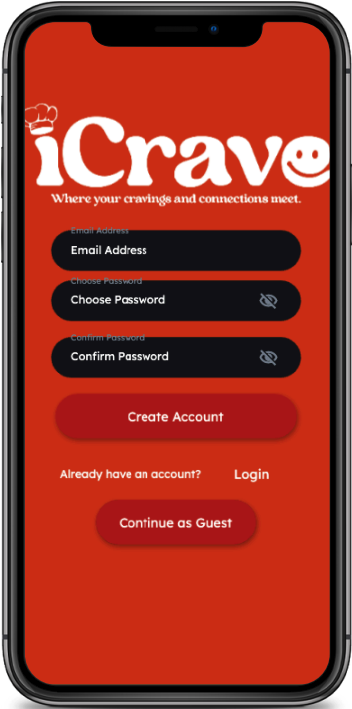 iCrave
Where your cravings and connections meet.
Email Address
Email Address
Choose Password
Choose Password
Confirm Password
Confirm Password
Create Account
Already have an account? Login
Continue as Guest